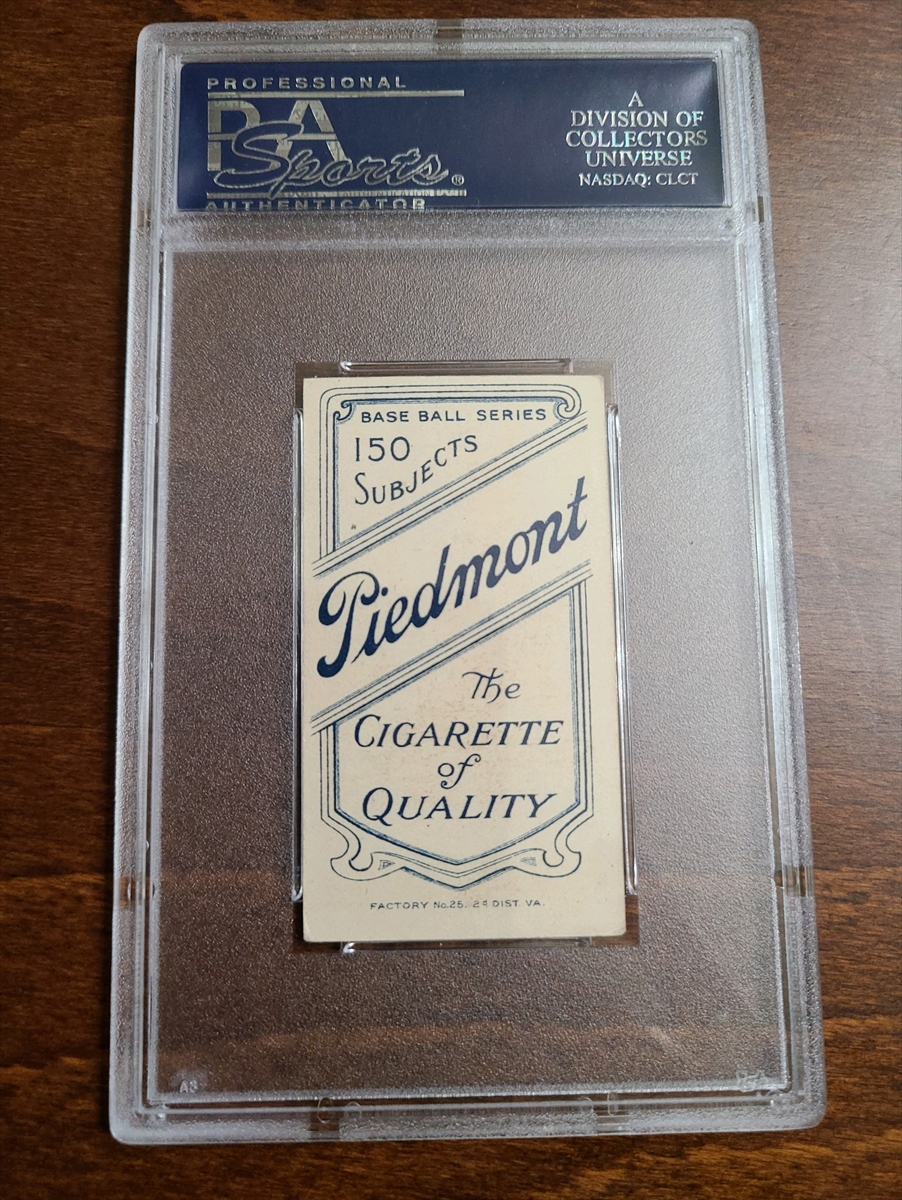 PROFESSIONAL
PSA
Sports®
AUTHENTICATOR
A
DIVISION OF
COLLECTORS
UNIVERSE
NASDAQ: CLCT
BASE BALL SERIES
150
SUBJECTS
Piedmont
The
CIGARETTE
of
QUALITY
FACTORY No.25. 2d DIST. VA.